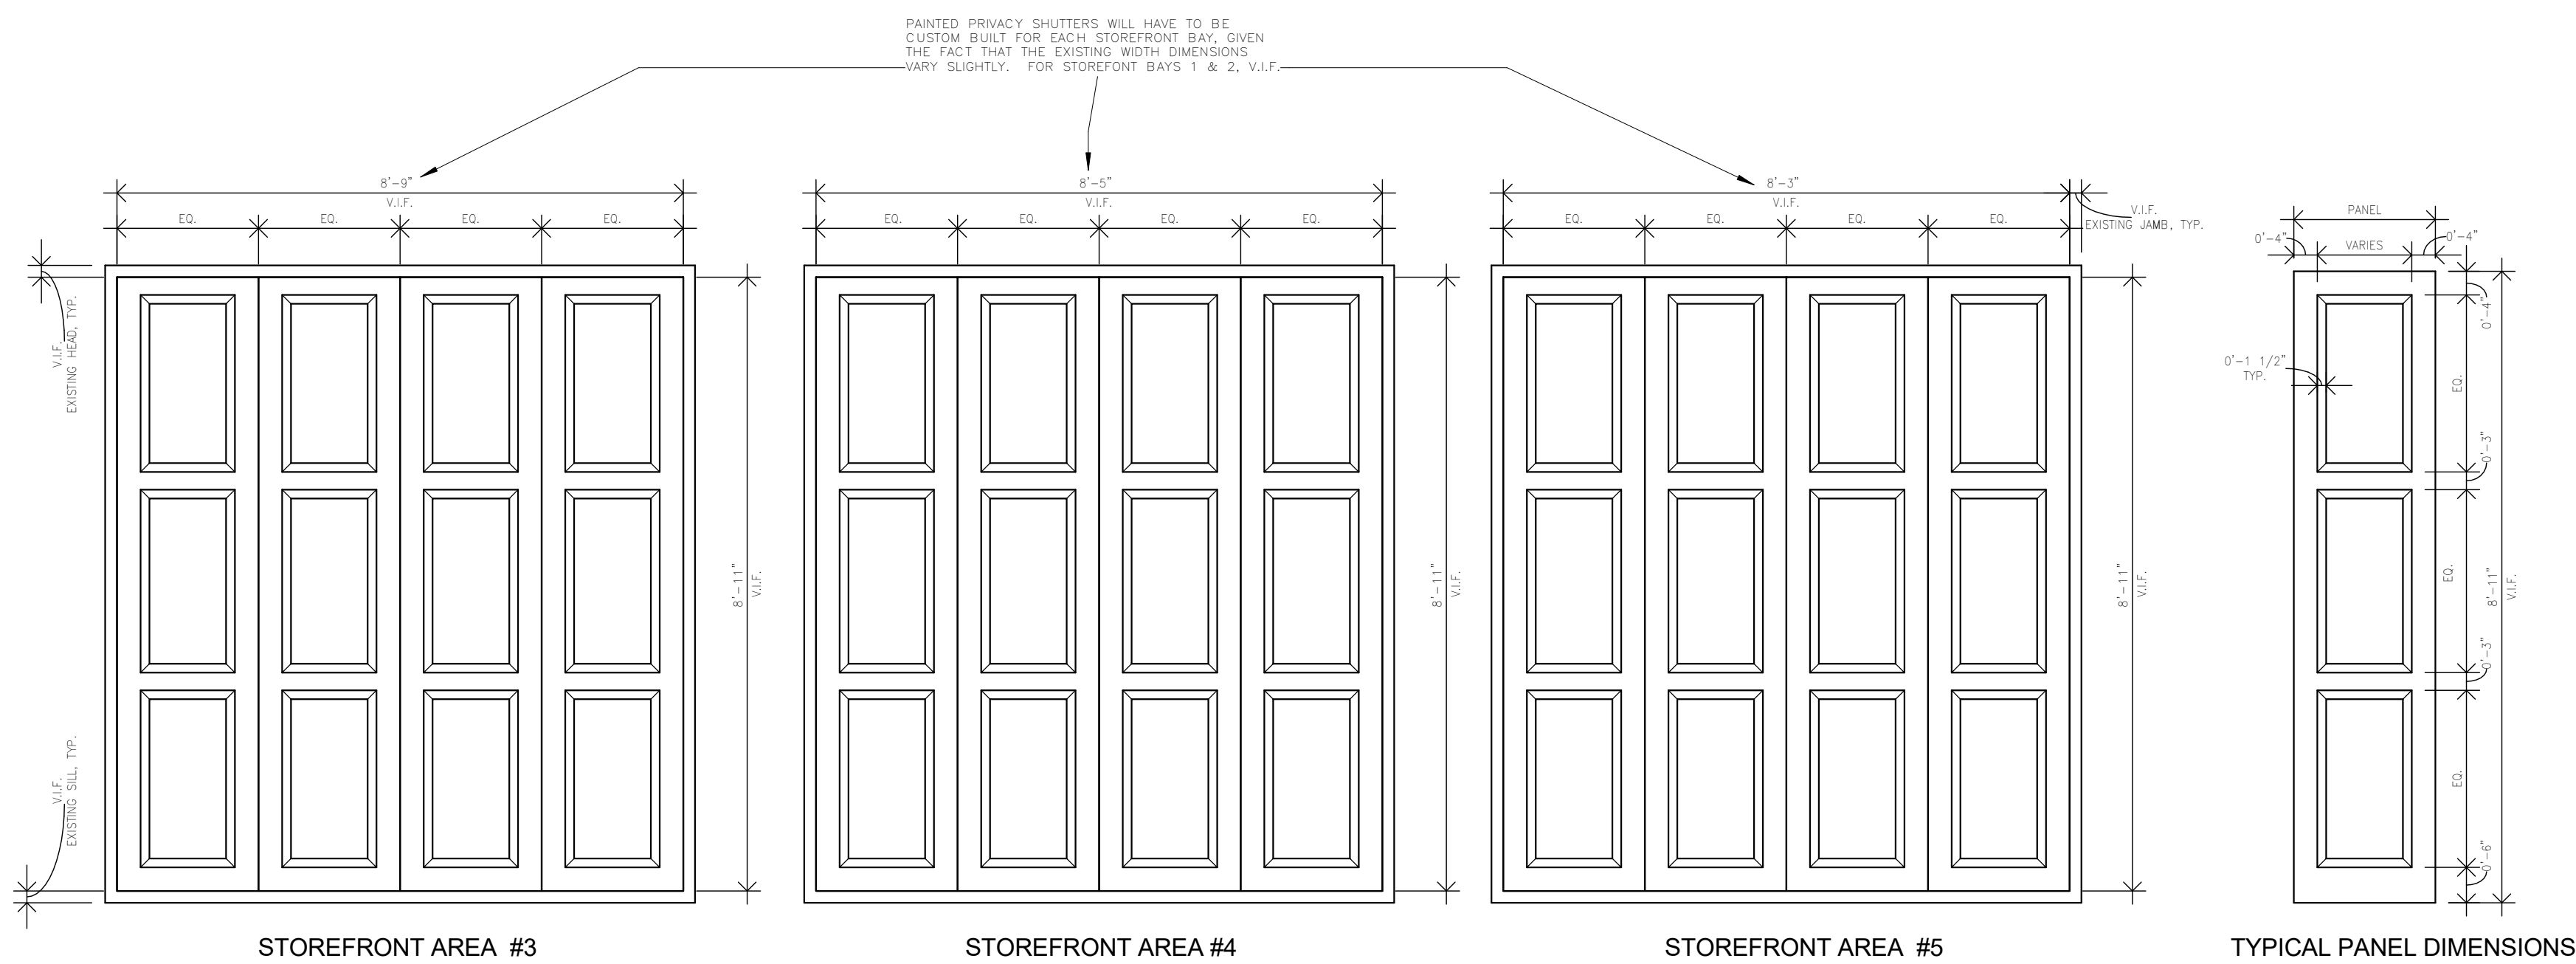 PAINTED PRIVACY SHUTTERS WILL HAVE TO BE
CUSTOM BUILT FOR EACH STOREFRONT BAY, GIVEN
THE FACT THAT THE EXISTING WIDTH DIMENSIONS
VARY SLIGHTLY.  FOR STOREFONT BAYS 1 & 2, V.I.F.
8'-9"
V.I.F.
EQ. EQ. EQ. EQ.
V.I.F.
EXISTING HEAD, TYP.
V.I.F.
EXISTING SILL, TYP.
8'-11"
V.I.F.
STOREFRONT AREA  #3
8'-5"
V.I.F.
EQ. EQ. EQ. EQ.
8'-11"
V.I.F.
STOREFRONT AREA #4
8'-3"
V.I.F.
EQ. EQ. EQ. EQ.
V.I.F.
EXISTING JAMB, TYP.
8'-11"
V.I.F.
STOREFRONT AREA  #5
PANEL
0'-4" VARIES 0'-4"
0'-4"
0'-1 1/2"
TYP.
EQ.
0'-3"
EQ.
8'-11"
V.I.F.
0'-3"
EQ.
0'-6"
TYPICAL PANEL DIMENSIONS